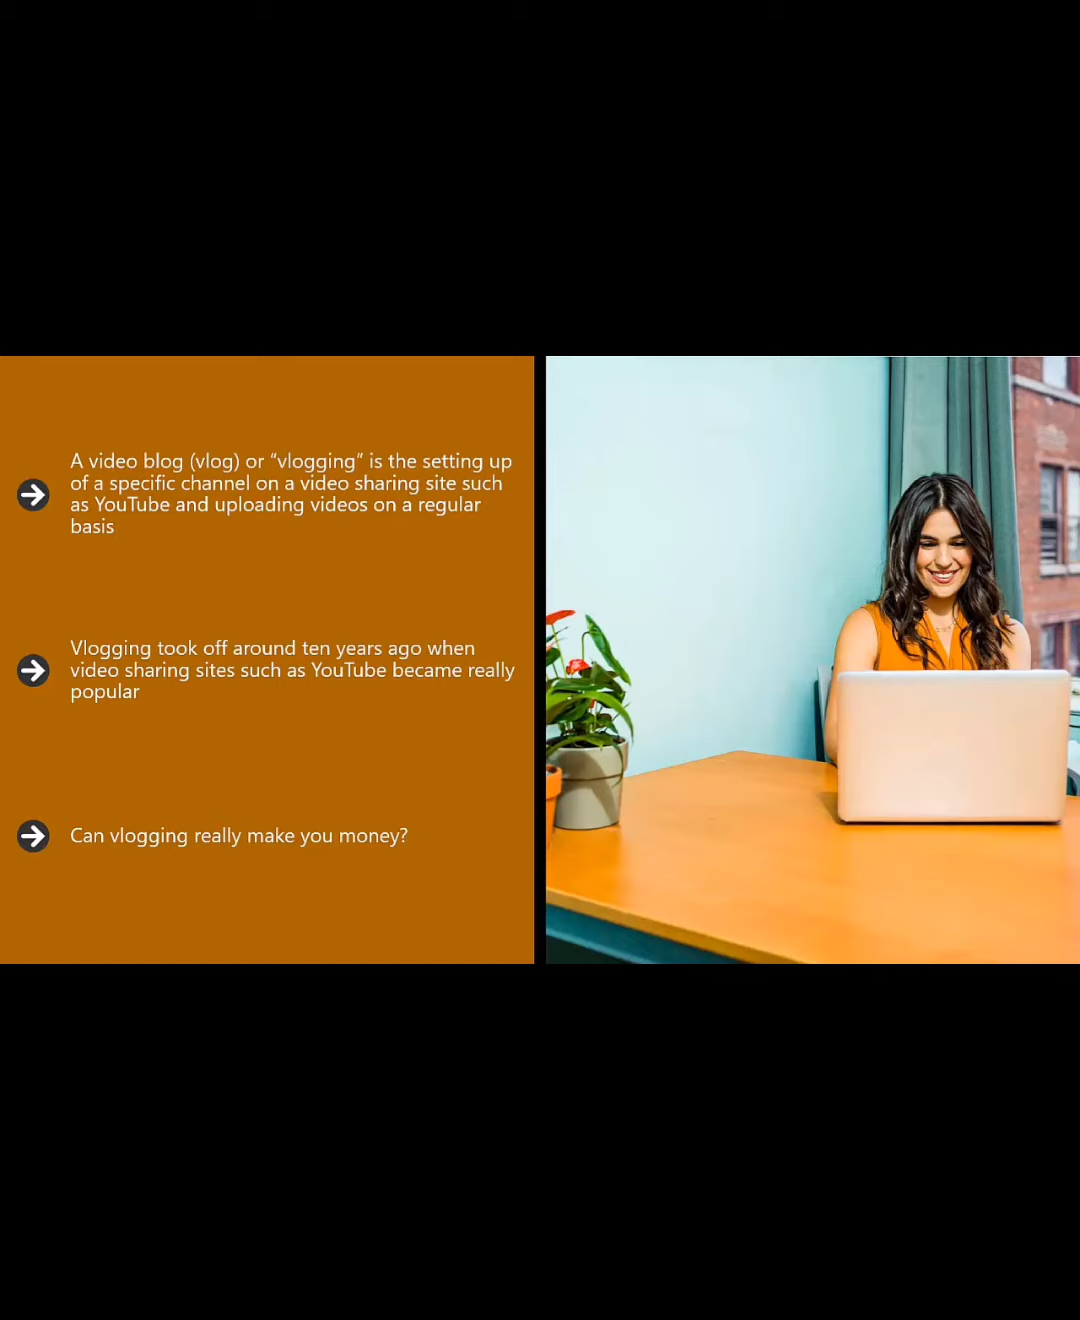 A video blog (vlog) or “vlogging” is the setting up
of a specific channel on a video sharing site such
as YouTube and uploading videos on a regular
basis
Vlogging took off around ten years ago when
video sharing sites such as YouTube became really
popular
Can vlogging really make you money?